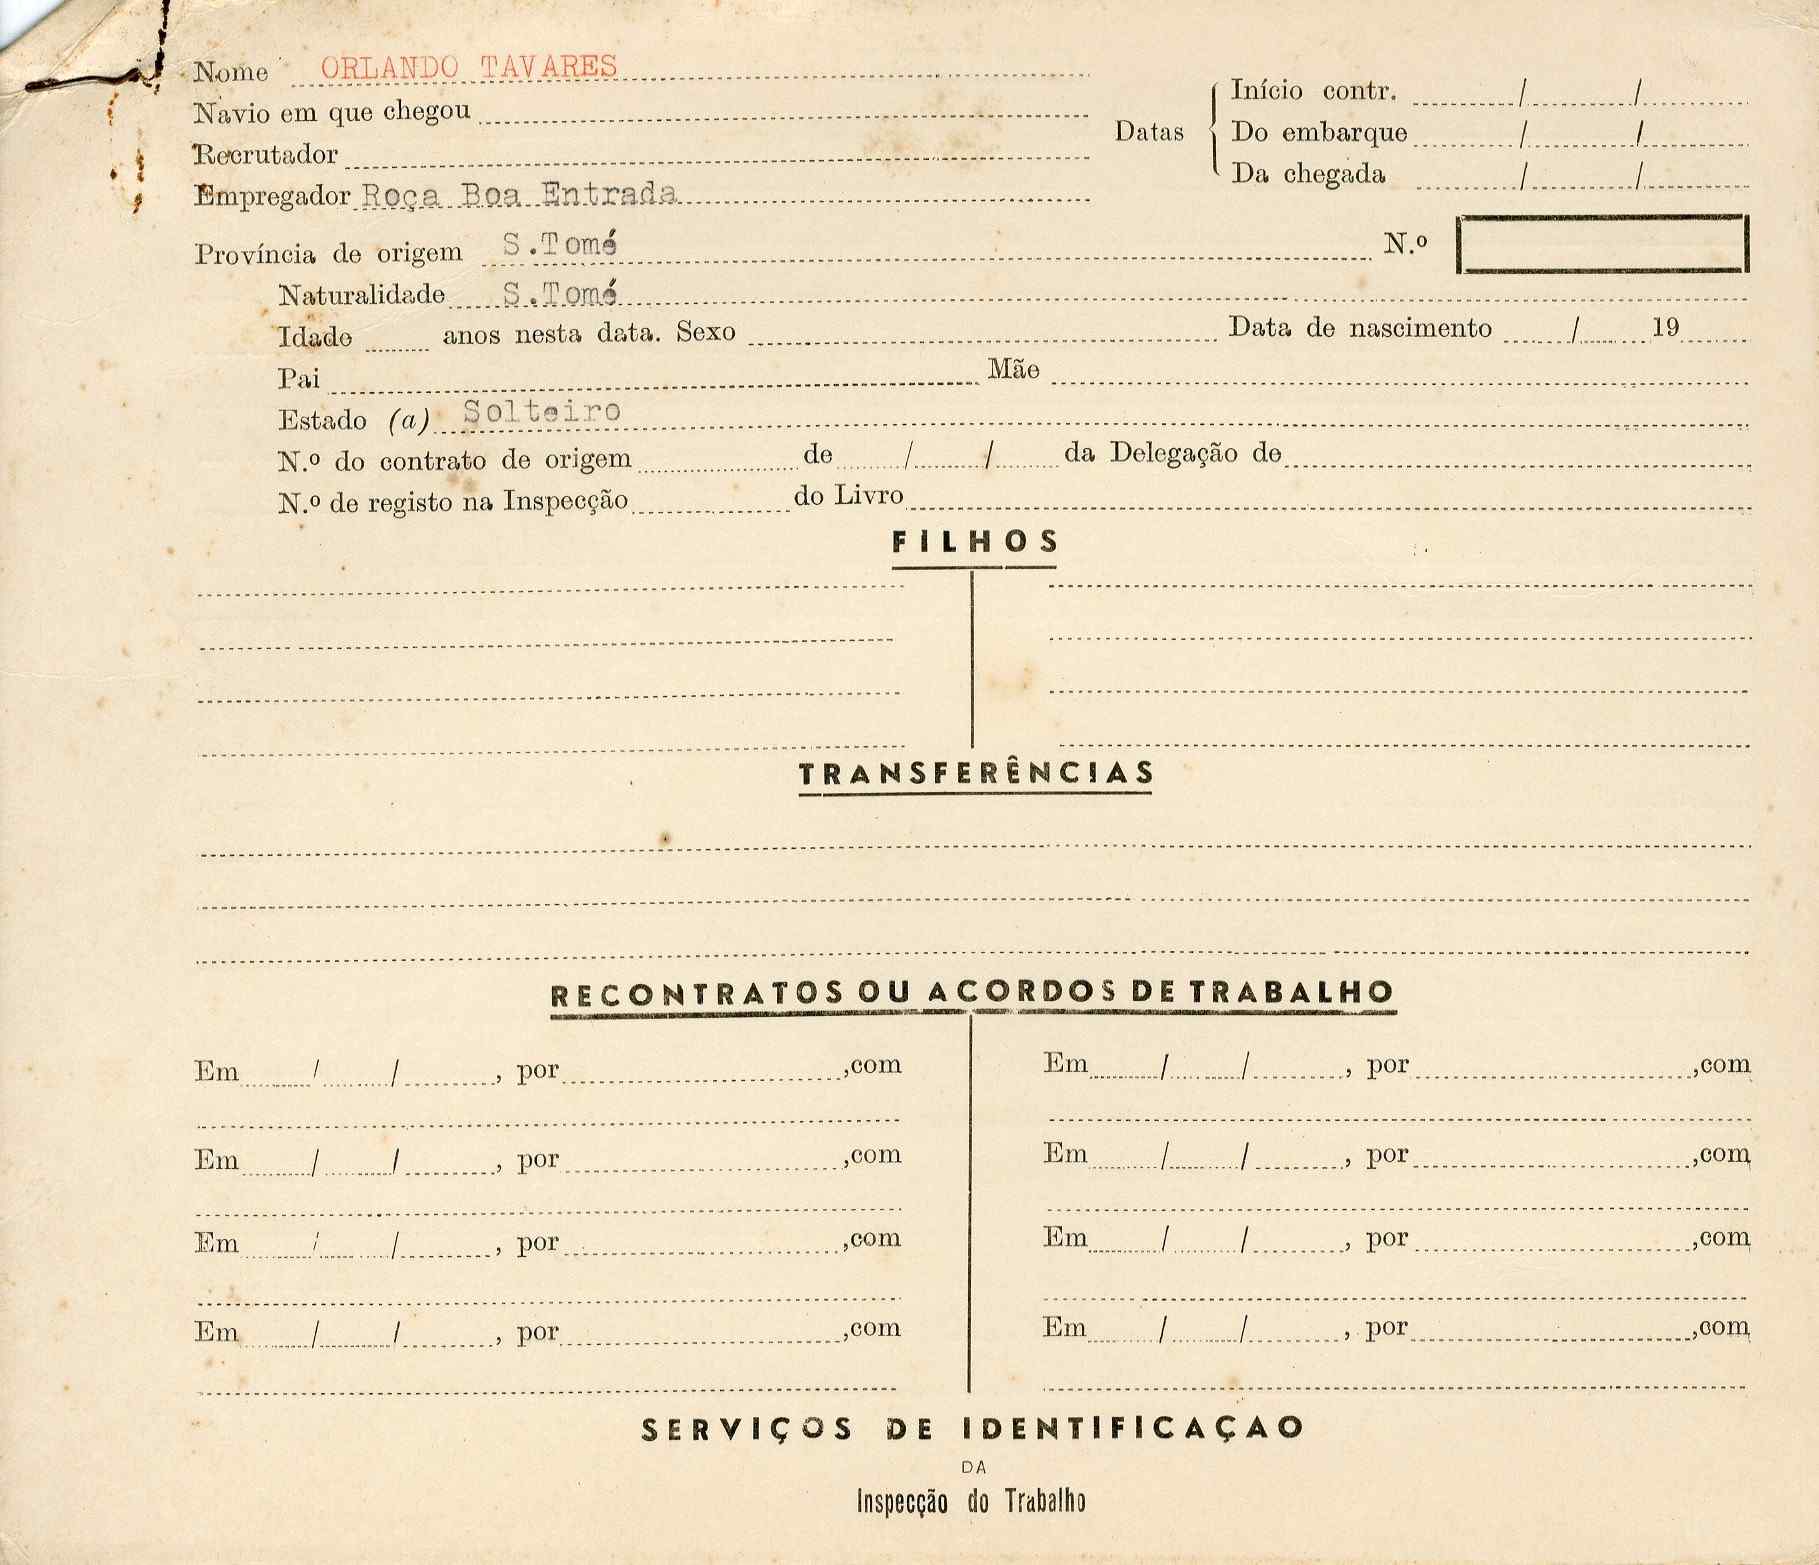 Nome ORLANDO TAVARES
Navio em que chegou
Recrutador
Empregador Roça Boa Entrada
Datas
Início contr. / /
Do embarque / /
Da chegada / /
Província de origem S.Tomé N.º
Naturalidade S.Tomé
Idade anos nesta data. Sexo Data de nascimento / 19
Pai Mãe
Estado (a) Solteiro
N.º do contrato de origem de / / da Delegação de
N.º de registo na Inspecção do Livro
FILHOS
TRANSFERÊNCIAS
RECONTRATOS OU ACORDOS DE TRABALHO
Em / / , por ,com
Em / / , por ,com
Em / / , por ,com
Em / / , por ,com
Em / / , por ,com
Em / / , por ,com
Em / / , por ,com
Em / / , por ,com
SERVIÇOS DE IDENTIFICAÇAO
DA
Inspecção do Trabalho